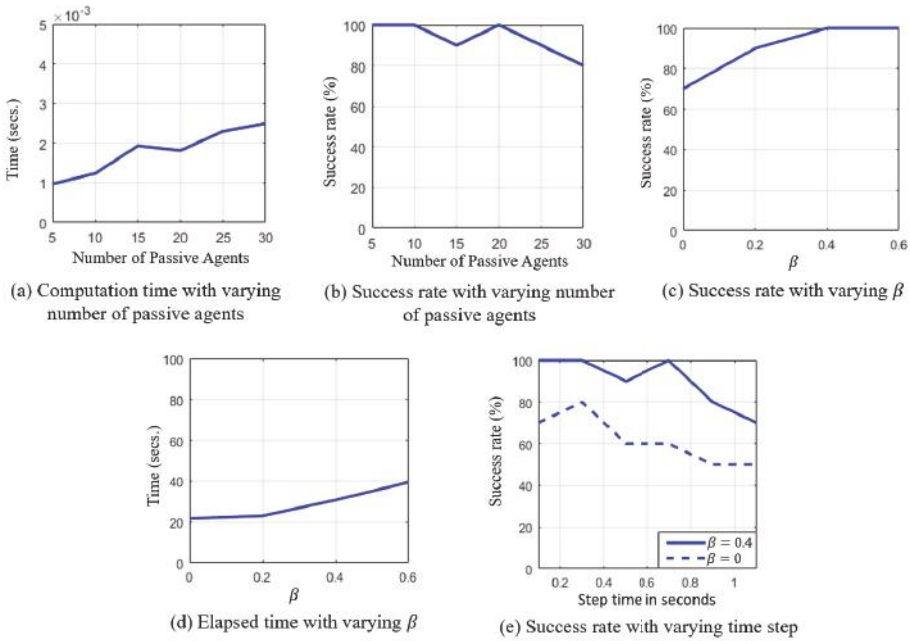 5 × 10⁻³
4
3
2
1
0
Time (secs.)
5 10 15 20 25 30
Number of Passive Agents
(a) Computation time with varying
number of passive agents
100
80
60
40
20
0
Success rate (%)
5 10 15 20 25 30
Number of Passive Agents
(b) Success rate with varying number
of passive agents
100
80
60
40
20
0
Success rate (%)
0 0.2 0.4 0.6
β
(c) Success rate with varying β
100
80
60
40
20
0
Time (secs.)
0 0.2 0.4 0.6
β
(d) Elapsed time with varying β
100
80
60
40
20
0
Success rate (%)
β = 0.4
β = 0
0.2 0.4 0.6 0.8 1
Step time in seconds
(e) Success rate with varying time step